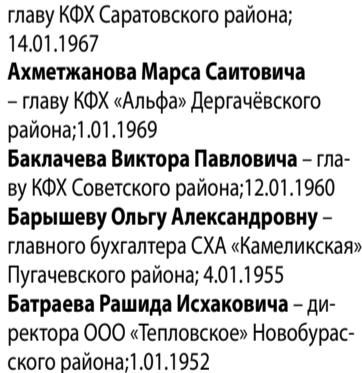 главу КФХ Саратовского района;
14.01.1967
Ахметжанова Марса Саитовича
– главу КФХ «Альфа» Дергачёвского
района;1.01.1969
Баклачева Виктора Павловича – гла-
ву КФХ Советского района;12.01.1960
Барышеву Ольгу Александровну –
главного бухгалтера СХА «Камеликская»
Пугачевского района; 4.01.1955
Батраева Рашида Исхаковича – ди-
ректора ООО «Тепловское» Новобурас-
ского района;1.01.1952